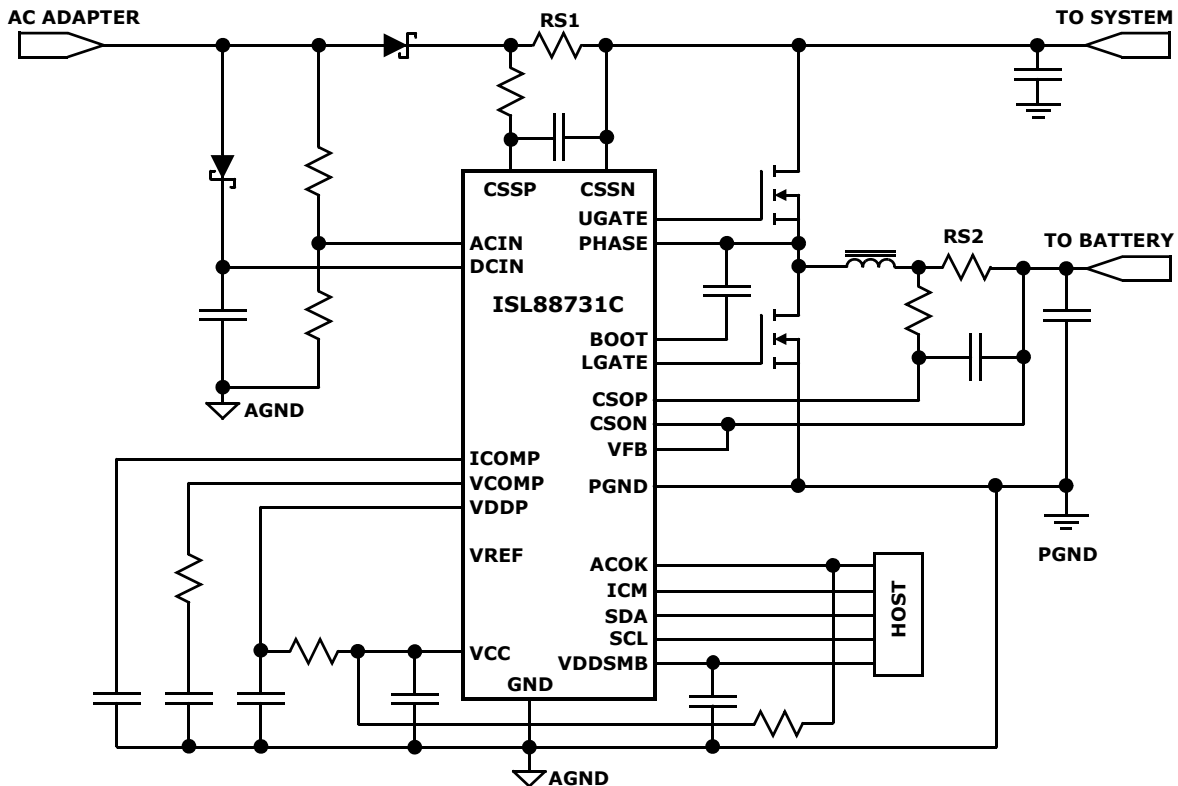 AC ADAPTER
RS1
TO SYSTEM
CSSP
CSSN
UGATE
PHASE
RS2
TO BATTERY
ACIN
DCIN
ISL88731C
BOOT
LGATE
CSOP
CSON
VFB
AGND
ICOMP
VCOMP
VDDP
PGND
PGND
VREF
ACOK
ICM
SDA
SCL
VDDSMB
HOST
VCC
GND
AGND